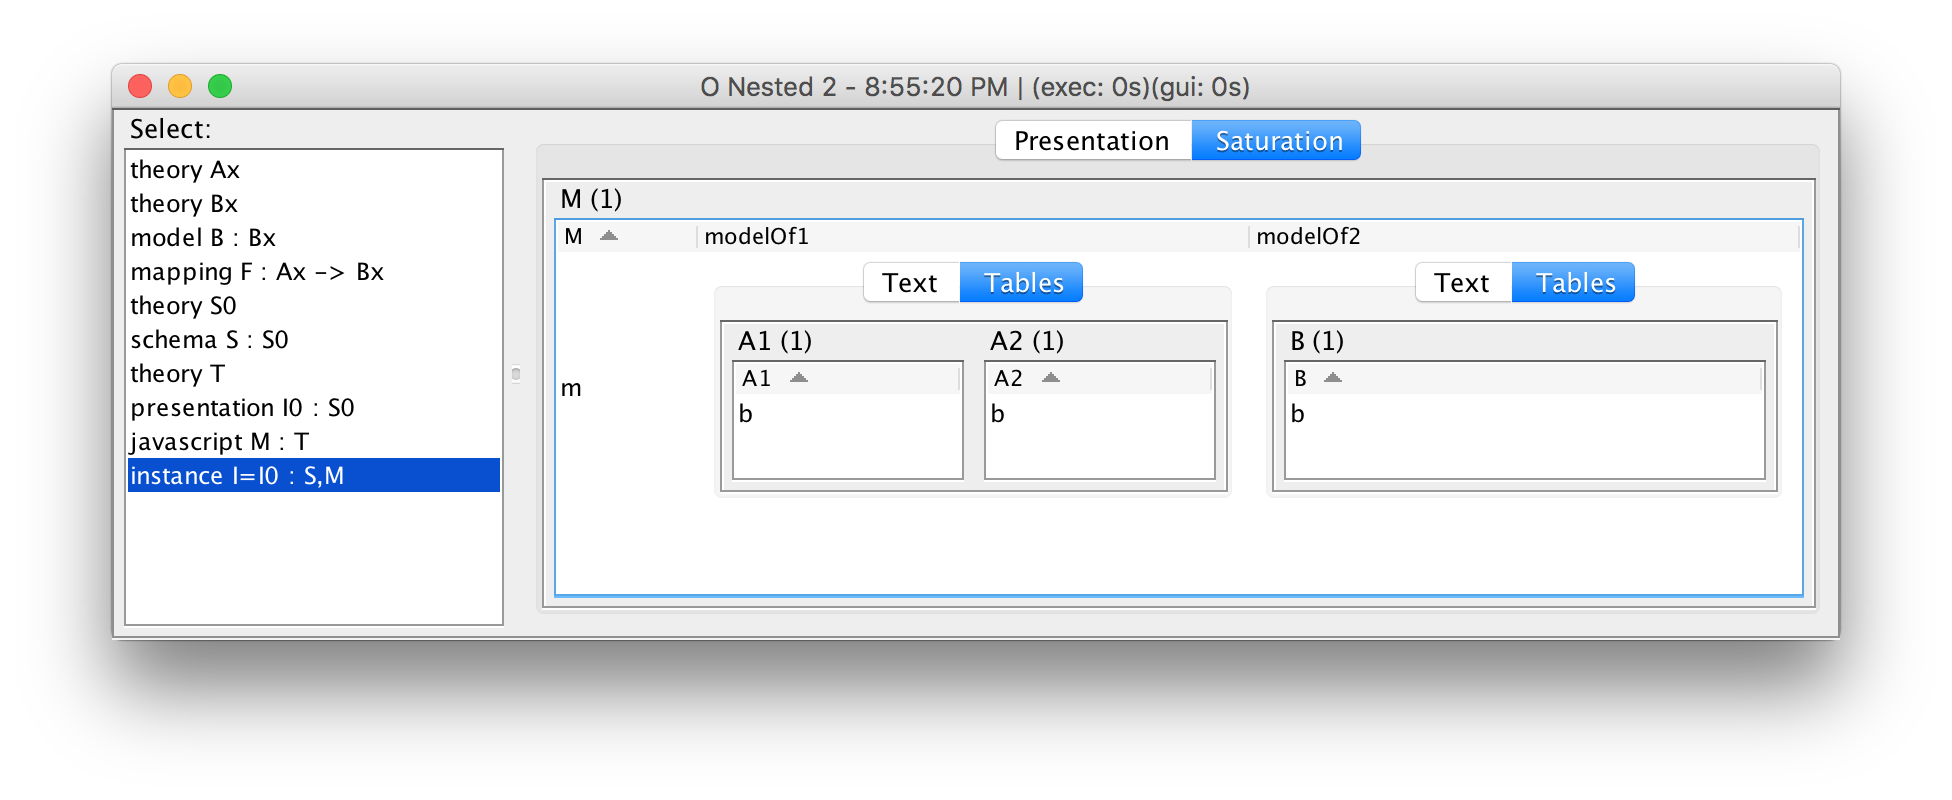 O Nested 2 - 8:55:20 PM | (exec: 0s)(gui: 0s)
Select:
theory Ax
theory Bx
model B : Bx
mapping F : Ax -> Bx
theory S0
schema S : S0
theory T
presentation I0 : S0
javascript M : T
instance I=I0 : S,M
Presentation Saturation
M (1)
M modelOf1 modelOf2
m
Text Tables
A1 (1) A2 (1)
A1 A2
b b
Text Tables
B (1)
B
b